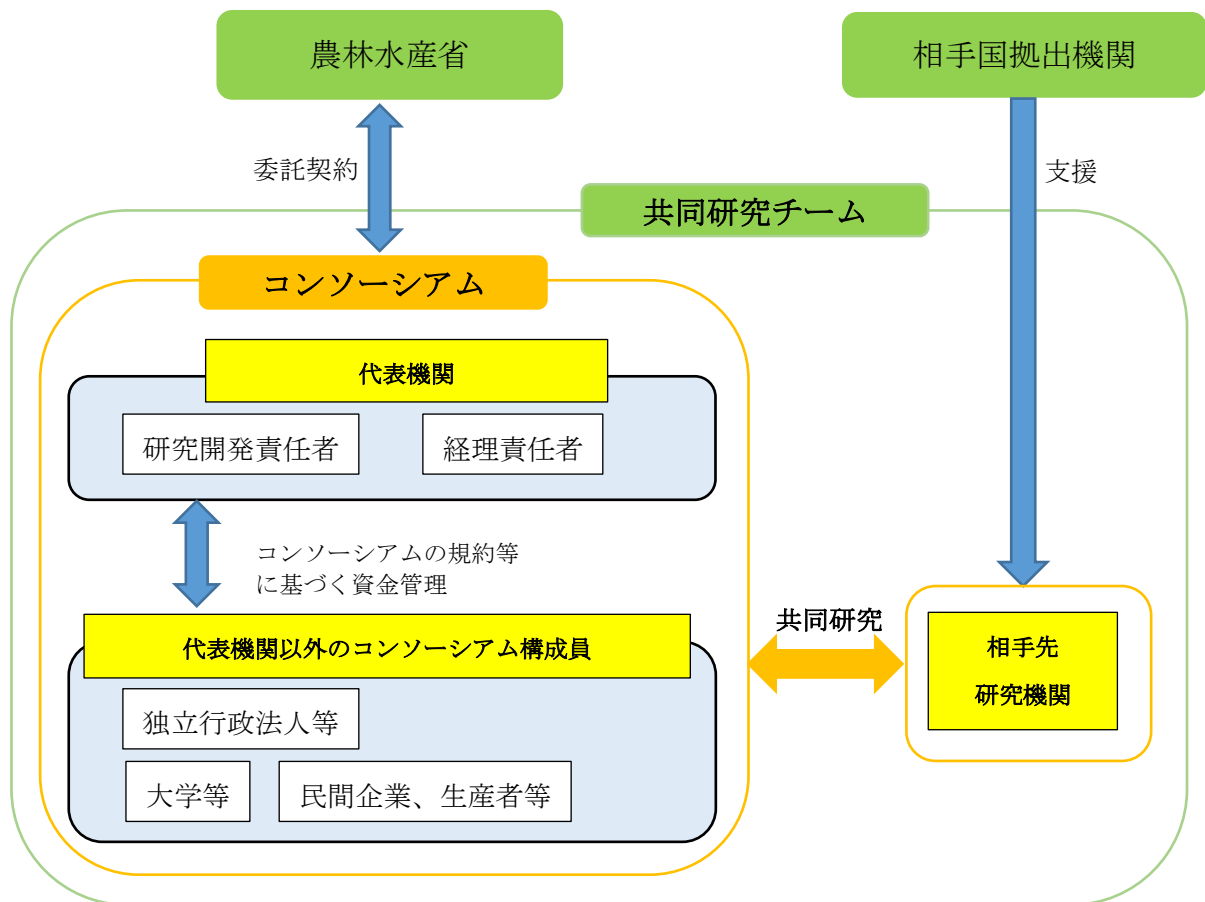 農林水産省
相手国拠出機関
委託契約
支援
共同研究チーム
コンソーシアム
代表機関
研究開発責任者
経理責任者
コンソーシアムの規約等
に基づく資金管理
代表機関以外のコンソーシアム構成員
独立行政法人等
大学等
民間企業、生産者等
共同研究
相手先
研究機関